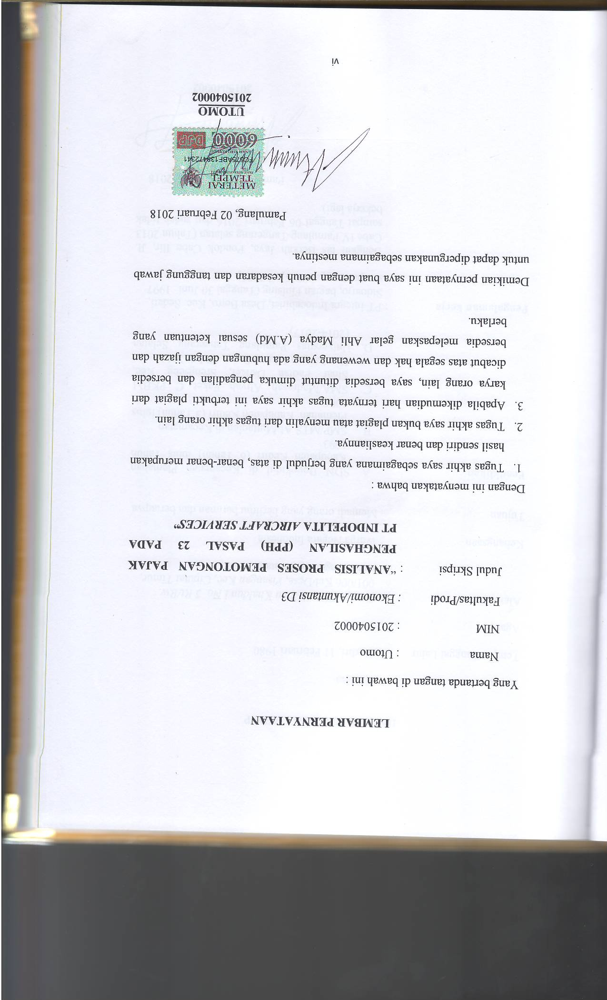 LEMBAR PERNYATAAN
Yang bertanda tangan di bawah ini :
Nama : Utomo
NIM : 2015040002
Fakultas/Prodi : Ekonomi/Akuntansi D3
Judul Skripsi : “ANALISIS PROSES PEMOTONGAN PAJAK
PENGHASILAN (PPH) PASAL 23 PADA
PT INDOPELITA AIRCRAFT SERVICES”
Dengan ini menyatakan bahwa :
1. Tugas akhir saya sebagaimana yang berjudul di atas, benar-benar merupakan
hasil sendiri dan benar keasliannya.
2. Tugas akhir saya bukan plagiat atau menyalin dari tugas akhir orang lain.
3. Apabila dikemudian hari ternyata tugas akhir saya ini terbukti plagiat dari
karya orang lain, saya bersedia dituntut dimuka pengadilan dan bersedia
dicabut atas segala hak dan wewenang yang ada hubungan dengan ijazah dan
bersedia melepaskan gelar Ahli Madya (A.Md) sesuai ketentuan yang
berlaku.
Demikian pernyataan ini saya buat dengan penuh kesadaran dan tanggung jawab
untuk dapat dipergunakan sebagaimana mestinya.
Pamulang, 02 Februari 2018
METERAI
TEMPEL
FC675ABF138472341
ENAM RIBU RUPIAH
6000 DJP
UTOMO
2015040002
vi